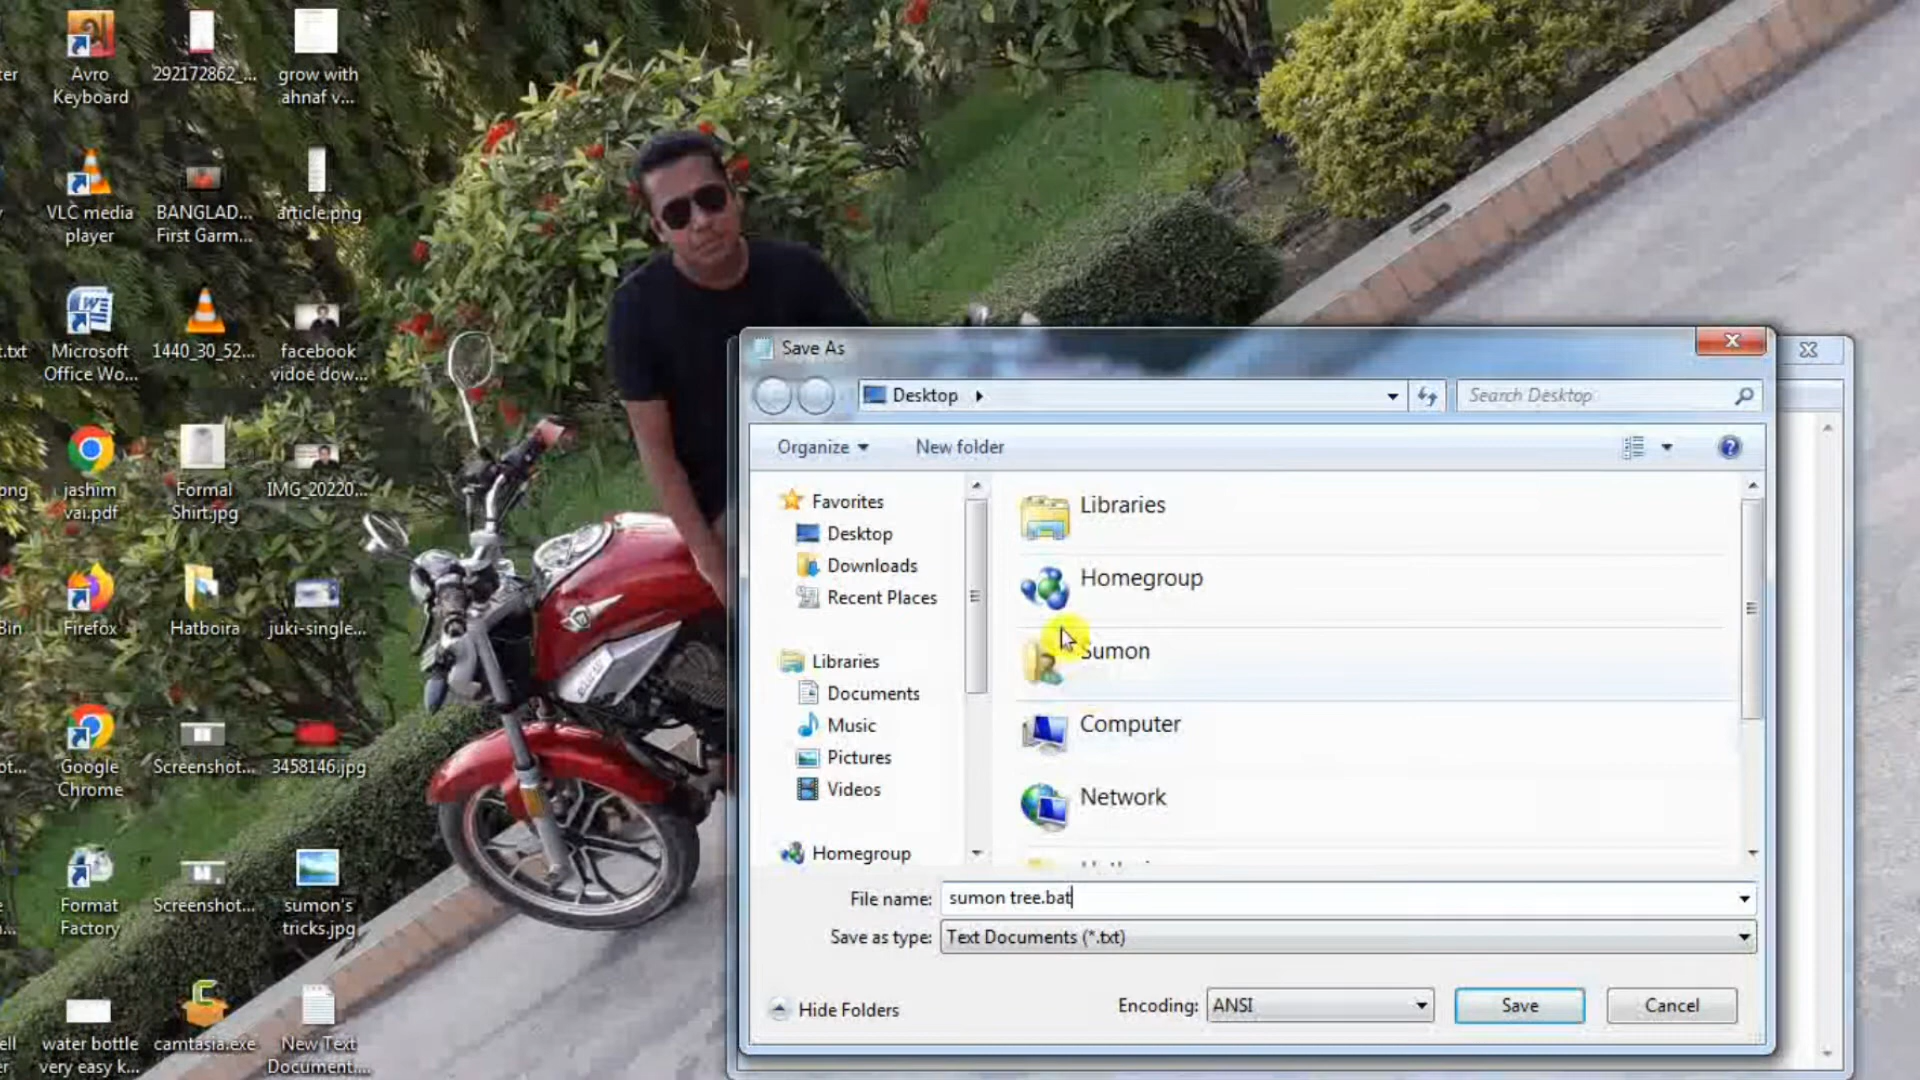 Avro
Keyboard
292172862_...
grow with
ahnaf v...
VLC media
player
BANGLAD...
First Garm...
article.png
t.txt
Microsoft
Office Wo...
1440_30_52...
facebook
vidoe dow...
png
jashim
vai.pdf
Formal
Shirt.jpg
IMG_20220...
Bin
Firefox
Hatboira
juki-single...
ot...
Google
Chrome
Screenshot...
3458146.jpg
Format
Factory
Screenshot...
sumon's
tricks.jpg
water bottle
very easy k...
camtasia.exe
New Text
Document....
Save As
Desktop
Search Desktop
Organize
New folder
Favorites
Desktop
Downloads
Recent Places
Libraries
Documents
Music
Pictures
Videos
Homegroup
Libraries
Homegroup
Sumon
Computer
Network
File name: sumon tree.bat
Save as type: Text Documents (*.txt)
Hide Folders
Encoding: ANSI
Save
Cancel